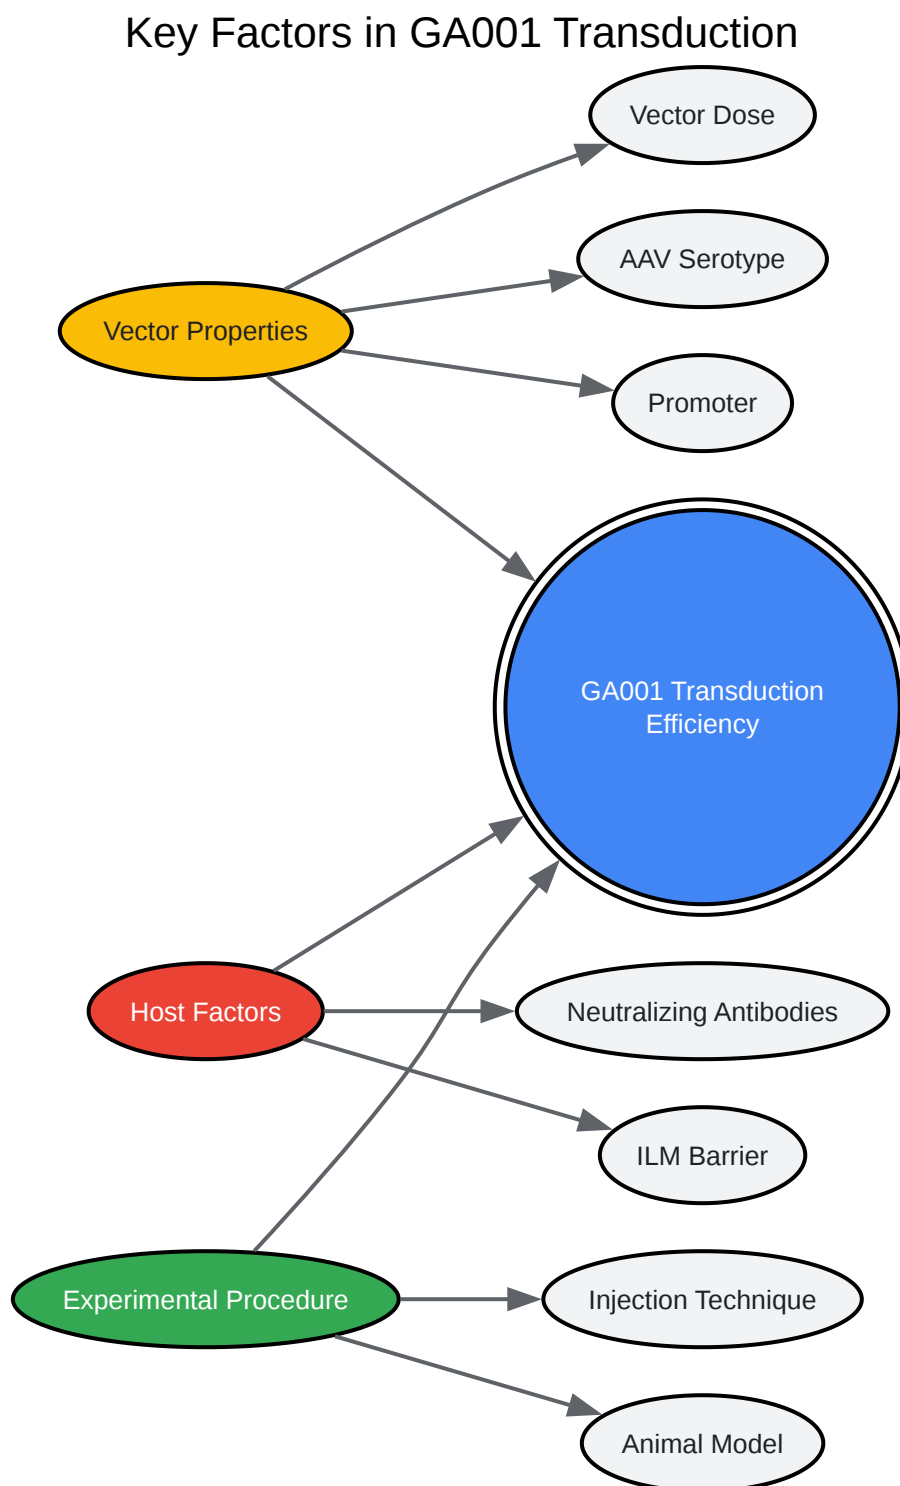 Key Factors in GA001 Transduction
Vector Dose
AAV Serotype
Vector Properties
Promoter
GA001 Transduction
Efficiency
Host Factors
Neutralizing Antibodies
ILM Barrier
Experimental Procedure
Injection Technique
Animal Model